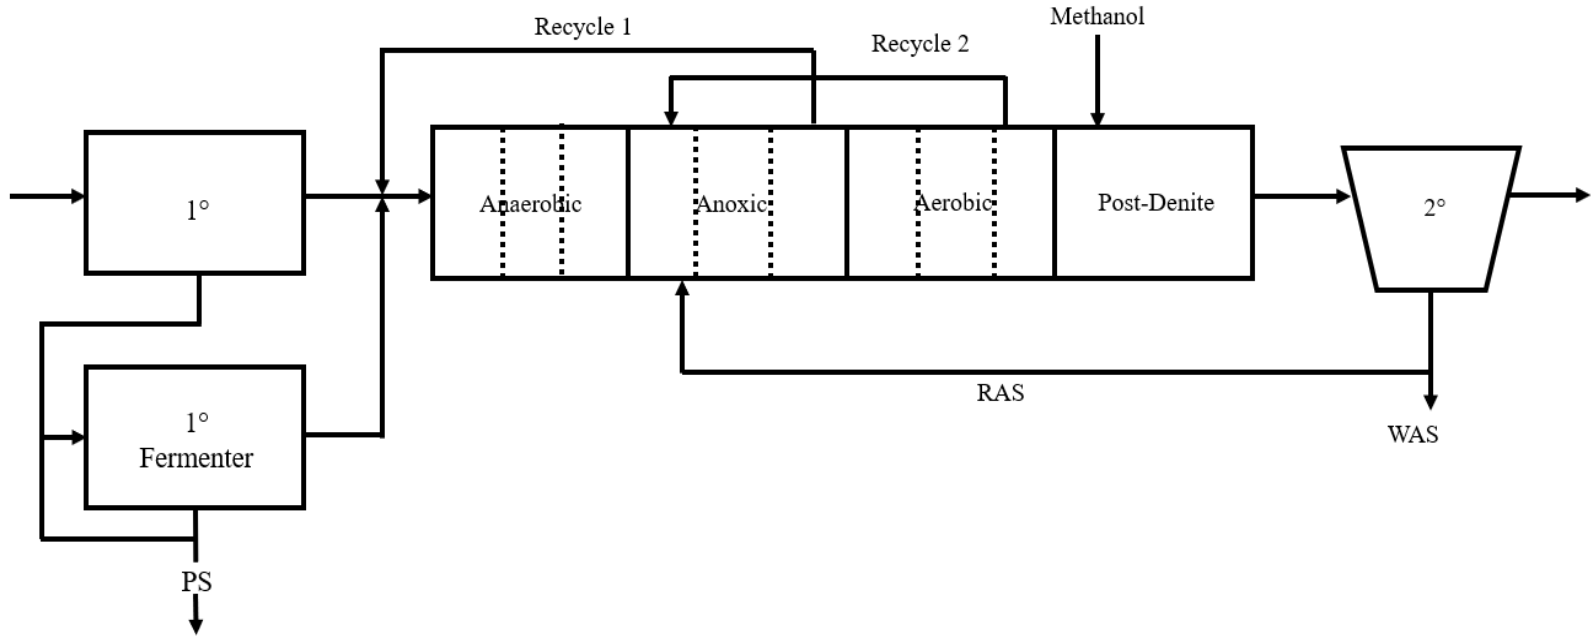 Methanol
Recycle 1
Recycle 2
1°
Anaerobic
Anoxic
Aerobic
Post-Denite
2°
RAS
1°
Fermenter
WAS
PS